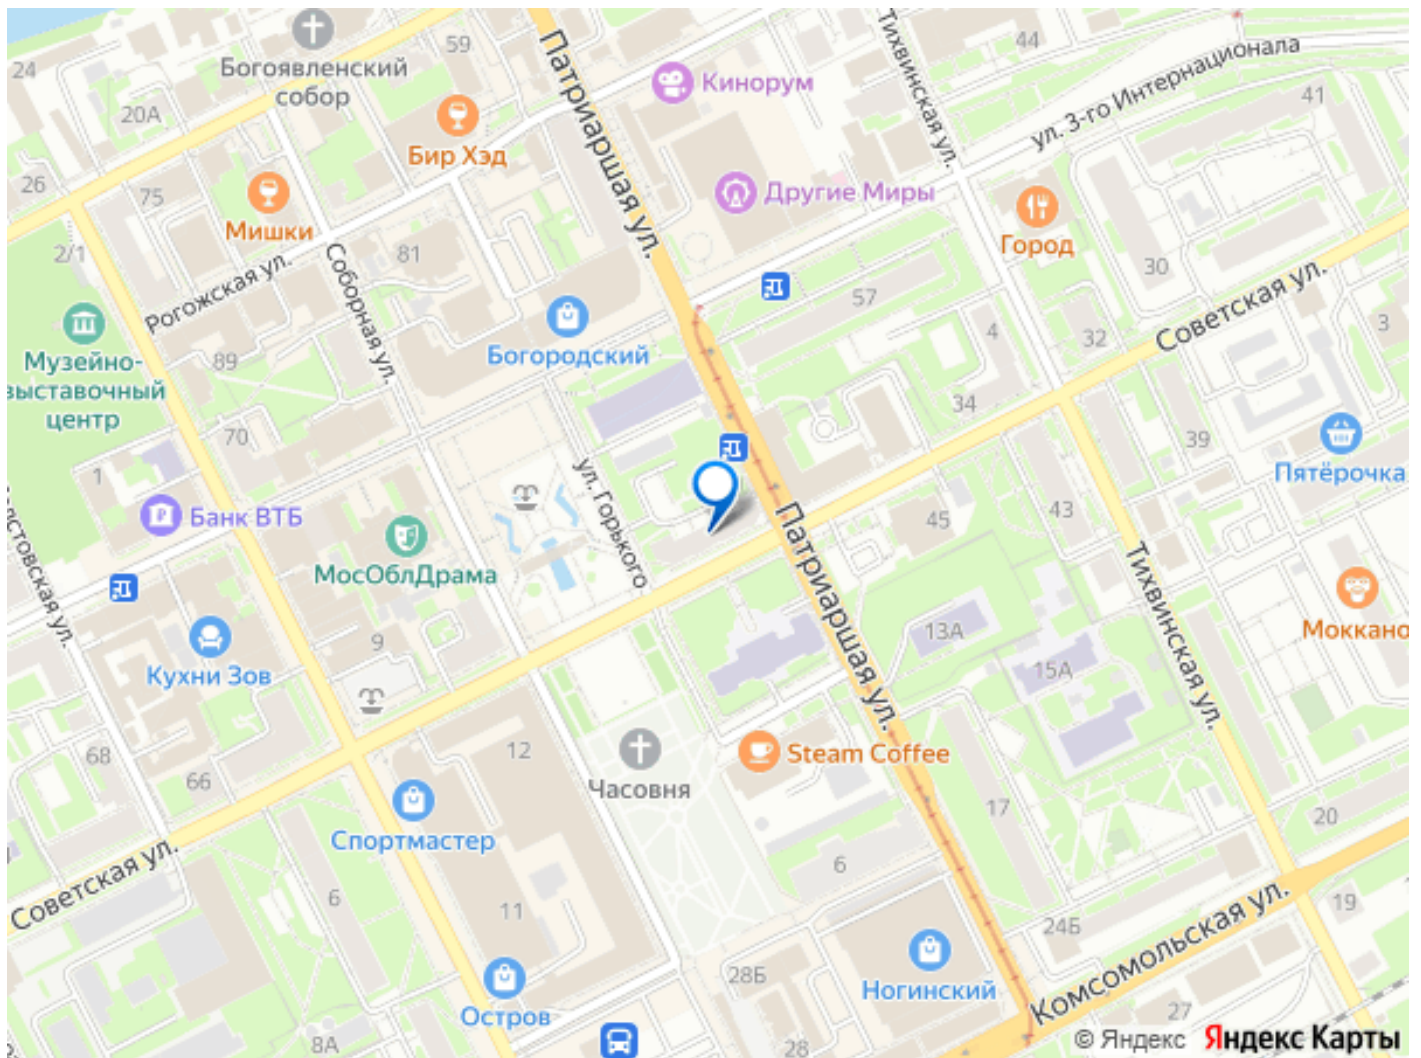 24
Богоявленский
собор
59
Патриаршая ул.
Кинорум
Тихвинская ул.
44
ул. 3-го Интернационала
41
20А
Бир Хэд
26
75
Мишки
Другие Миры
Город
30
2/1
Рогожская ул.
Соборная ул.
81
57
4
32
Советская ул.
3
Музейно-
выставочный
центр
89
Богородский
34
70
39
1
Пятёрочка
Банк ВТБ
ул. Горького
Патриаршая ул.
45
43
МосОблДрама
Тихвинская ул.
Моккано
9
13А
15А
Кухни Зов
68
66
12
Часовня
Steam Coffee
17
20
Спортмастер
Советская ул.
6
11
6
24Б
19
Комсомольская ул.
28Б
Ногинский
27
Остров
8А
28
© Яндекс Яндекс Карты